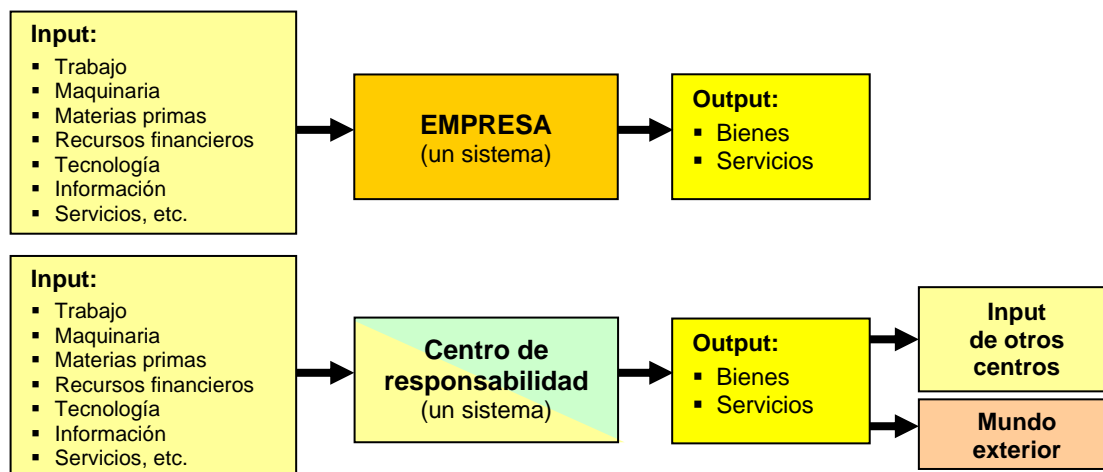 Input:
▪ Trabajo
▪ Maquinaria
▪ Materias primas
▪ Recursos financieros
▪ Tecnología
▪ Información
▪ Servicios, etc.
EMPRESA
(un sistema)
Output:
▪ Bienes
▪ Servicios
Input:
▪ Trabajo
▪ Maquinaria
▪ Materias primas
▪ Recursos financieros
▪ Tecnología
▪ Información
▪ Servicios, etc.
Centro de
responsabilidad
(un sistema)
Output:
▪ Bienes
▪ Servicios
Input
de otros
centros
Mundo
exterior